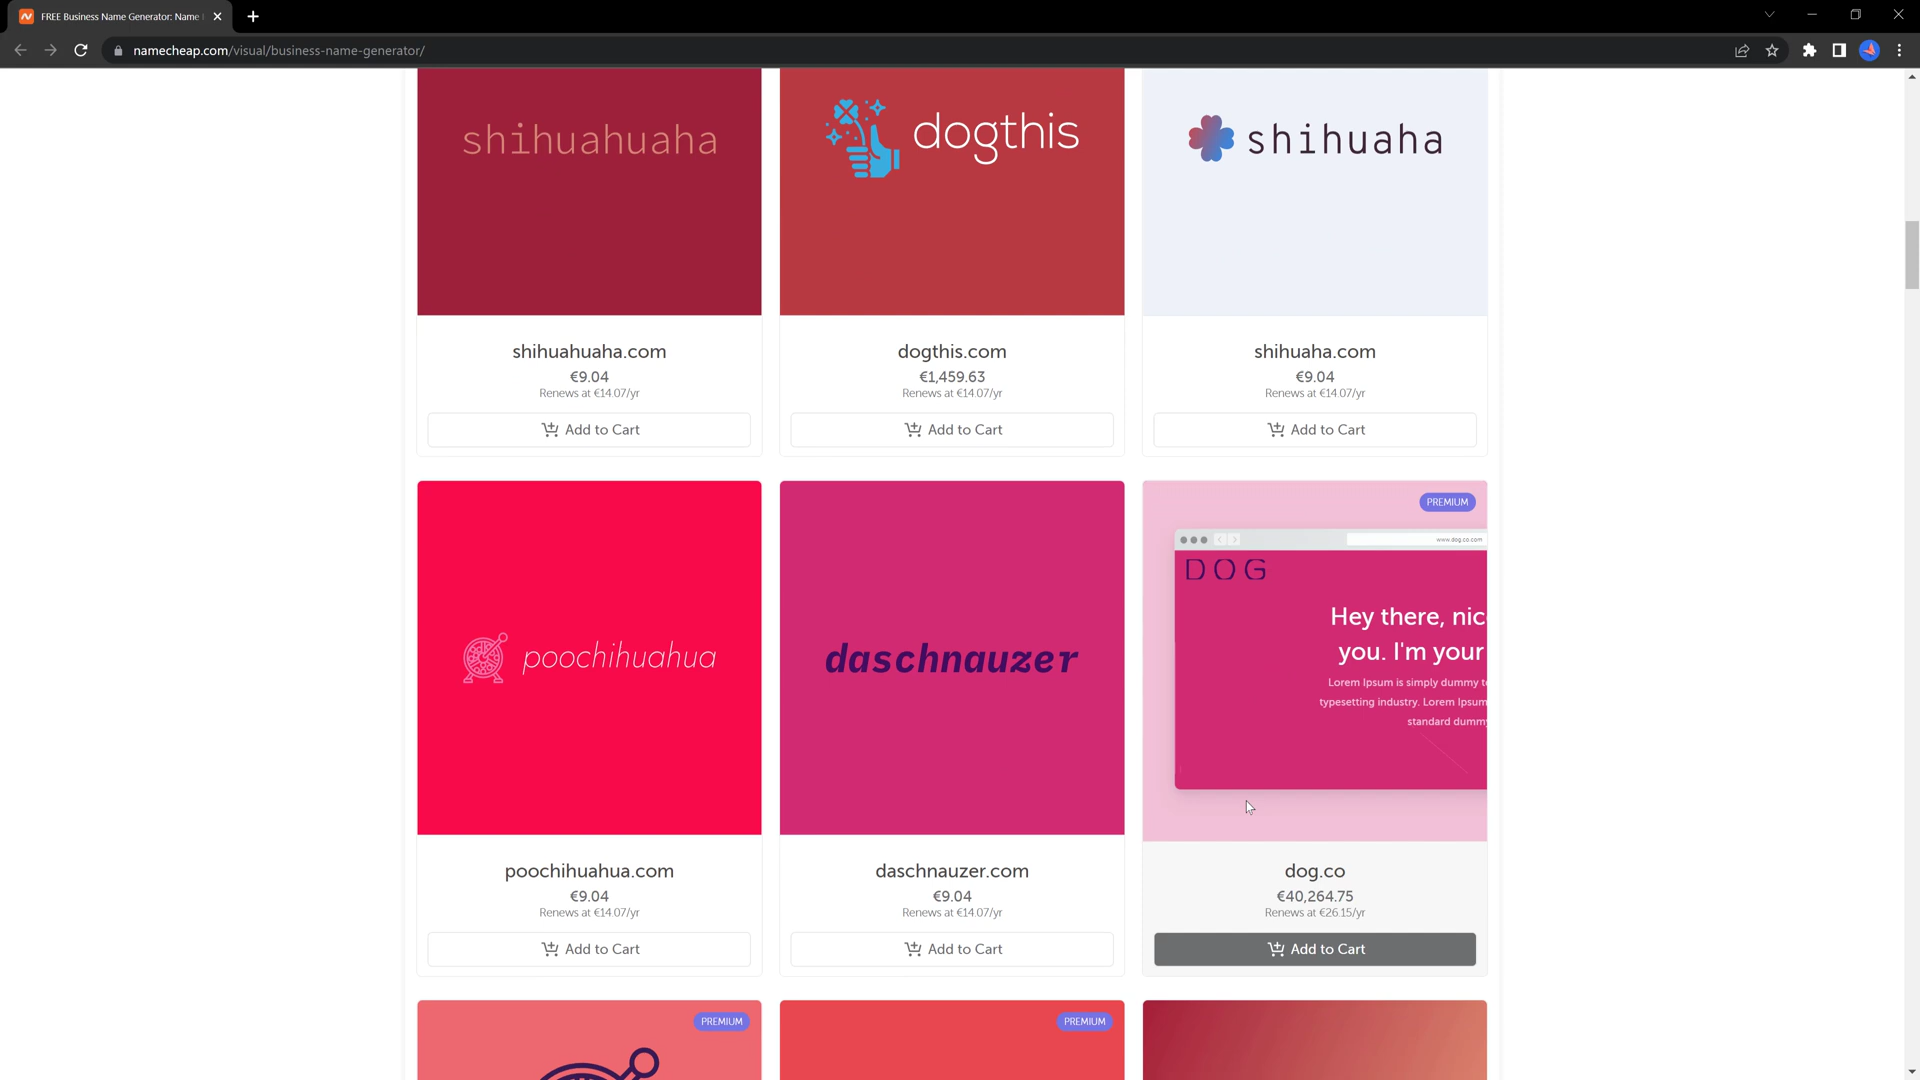 FREE Business Name Generator: Name
namecheap.com/visual/business-name-generator/
shihuahuaha
dogthis
shihuaha
shihuahuaha.com
€9.04
Renews at €14.07/yr
Add to Cart
dogthis.com
€1,459.63
Renews at €14.07/yr
Add to Cart
shihuaha.com
€9.04
Renews at €14.07/yr
Add to Cart
poochihuahua
poochihuahua.com
€9.04
Renews at €14.07/yr
Add to Cart
daschnauzer
daschnauzer.com
€9.04
Renews at €14.07/yr
Add to Cart
PREMIUM
www.dog.co.com
DOG
Hey there, nic
you. I'm your
Lorem Ipsum is simply dummy t
typesetting industry. Lorem Ipsum
standard dummy
dog.co
€40,264.75
Renews at €26.15/yr
Add to Cart
PREMIUM
PREMIUM